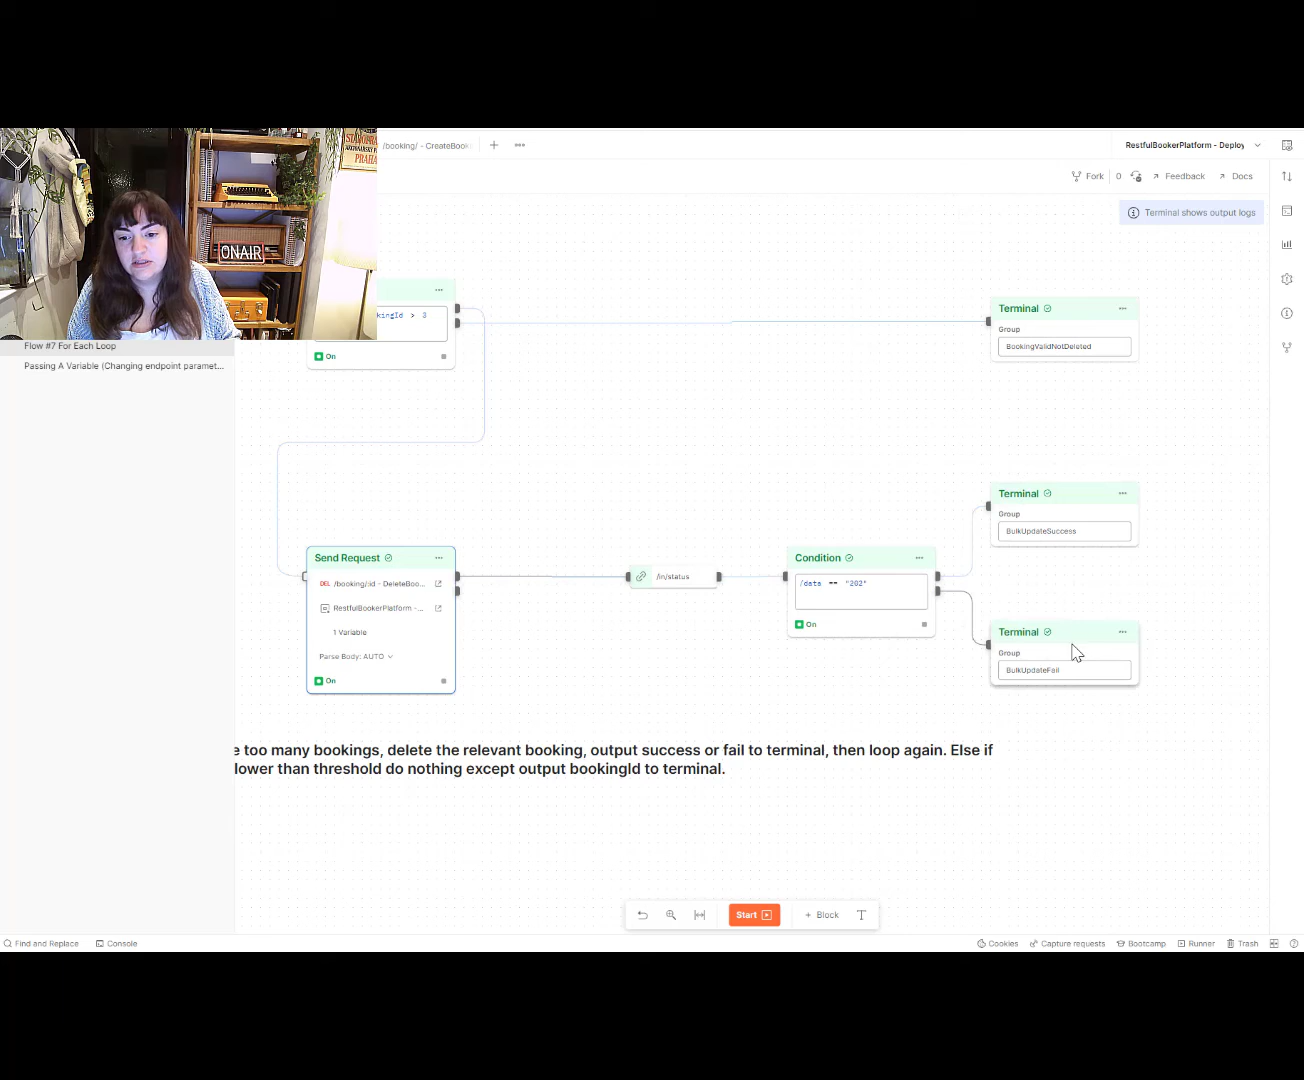 /booking/ - CreateBook
RestfulBookerPlatform - Deploy
Fork 0 Feedback Docs
Terminal shows output logs
STAROPRA
PRAHA
ONAIR
kingId > 3
On
Terminal
Group
BookingValidNotDeleted
Flow #7 For Each Loop
Passing A Variable (Changing endpoint paramet...
Terminal
Group
BulkUpdateSuccess
Send Request
DEL /booking/:id - DeleteBoo...
RestfulBookerPlatform -...
1 Variable
Parse Body: AUTO
On
/in/status
Condition
/data == "202"
On
Terminal
Group
BulkUpdateFail
e too many bookings, delete the relevant booking, output success or fail to terminal, then loop again. Else if
lower than threshold do nothing except output bookingId to terminal.
Start + Block T
Find and Replace Console
Cookies Capture requests Bootcamp Runner Trash